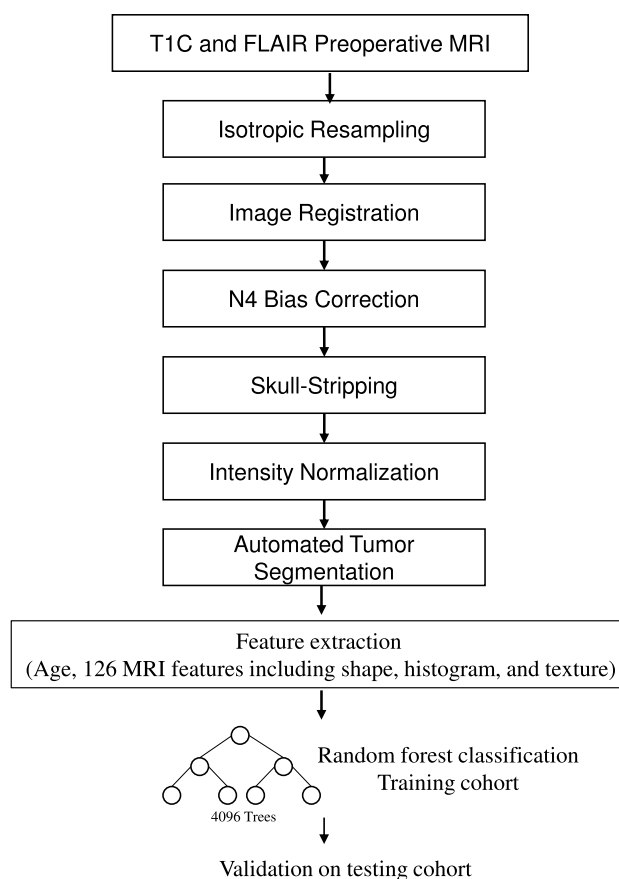 T1C and FLAIR Preoperative MRI
Isotropic Resampling
Image Registration
N4 Bias Correction
Skull-Stripping
Intensity Normalization
Automated Tumor
Segmentation
Feature extraction
(Age, 126 MRI features including shape, histogram, and texture)
Random forest classification
Training cohort
4096 Trees
Validation on testing cohort